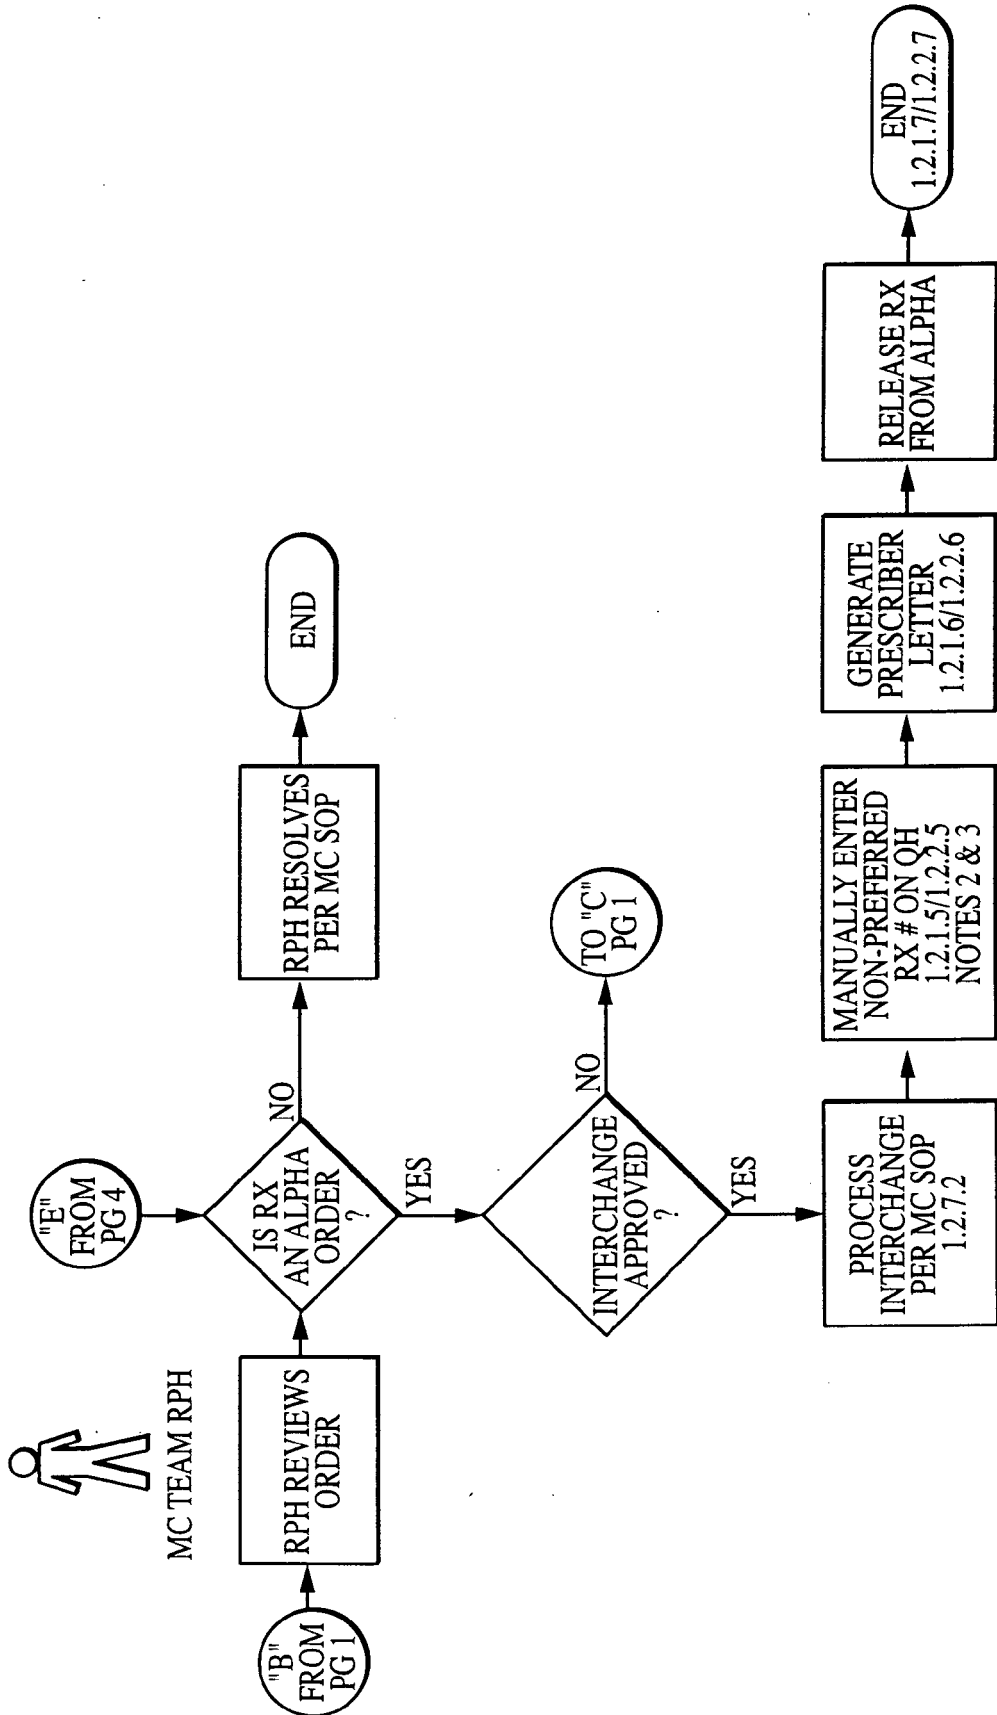 MC TEAM RPH
"B"
FROM
PG 1
RPH REVIEWS
ORDER
"E"
FROM
PG 4
IS RX
AN ALPHA
ORDER
?
NO
RPH RESOLVES
PER MC SOP
END
YES
INTERCHANGE
APPROVED
?
NO
TO "C"
PG 1
YES
PROCESS
INTERCHANGE
PER MC SOP
1.2.7.2
MANUALLY ENTER
NON-PREFERRED
RX # ON QH
1.2.1.5/1.2.2.5
NOTES 2 & 3
GENERATE
PRESCRIBER
LETTER
1.2.1.6/1.2.2.6
RELEASE RX
FROM ALPHA
END
1.2.1.7/1.2.2.7